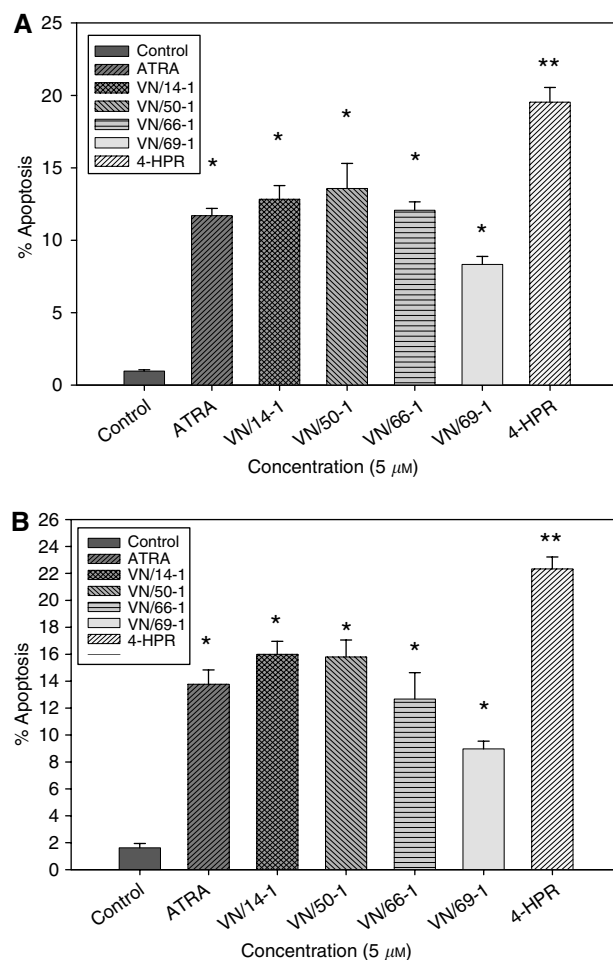 A
25
20
15
10
5
0
% Apoptosis
Control
ATRA
VN/14-1
VN/50-1
VN/66-1
VN/69-1
4-HPR
*
*
*
*
*
**
Control
ATRA
VN/14-1
VN/50-1
VN/66-1
VN/69-1
4-HPR
Concentration (5 μM)
B
26
24
22
20
18
16
14
12
10
8
6
4
2
0
% Apoptosis
Control
ATRA
VN/14-1
VN/50-1
VN/66-1
VN/69-1
4-HPR
*
*
*
*
*
**
Control
ATRA
VN/14-1
VN/50-1
VN/66-1
VN/69-1
4-HPR
Concentration (5 μM)